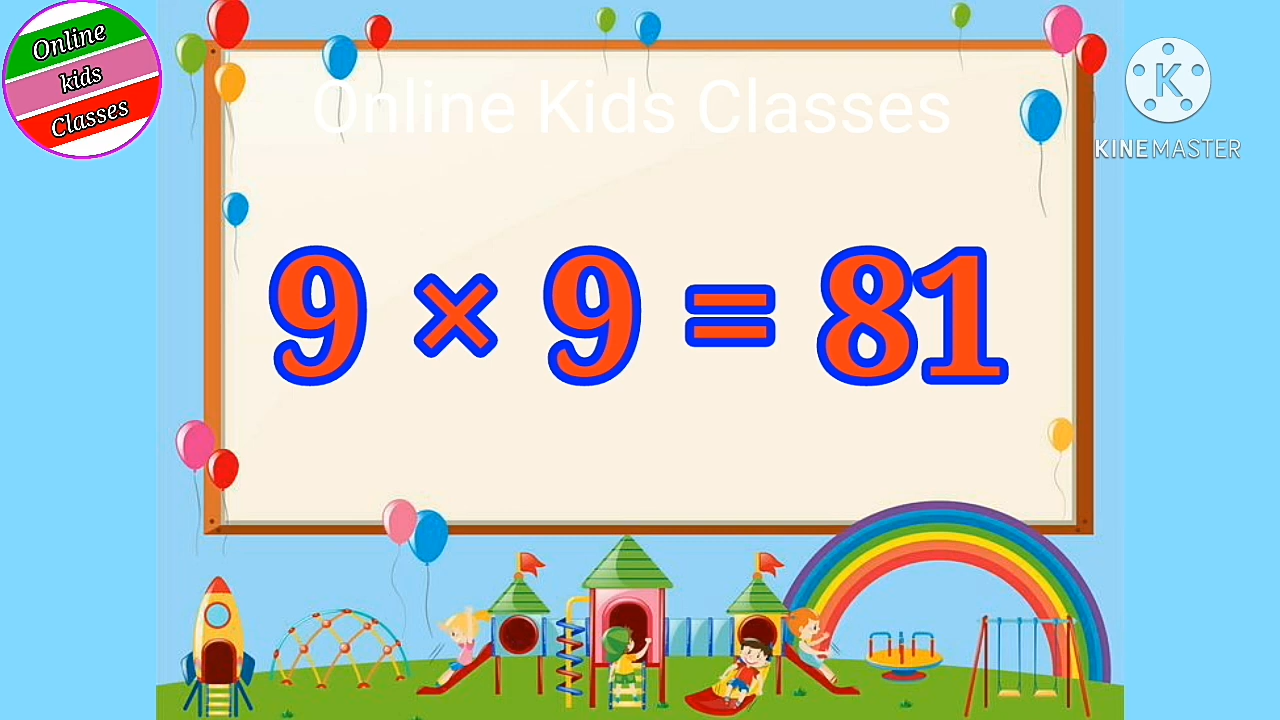 Online
kids
Classes
Online Kids Classes
K
KINEMASTER
9 × 9 = 81